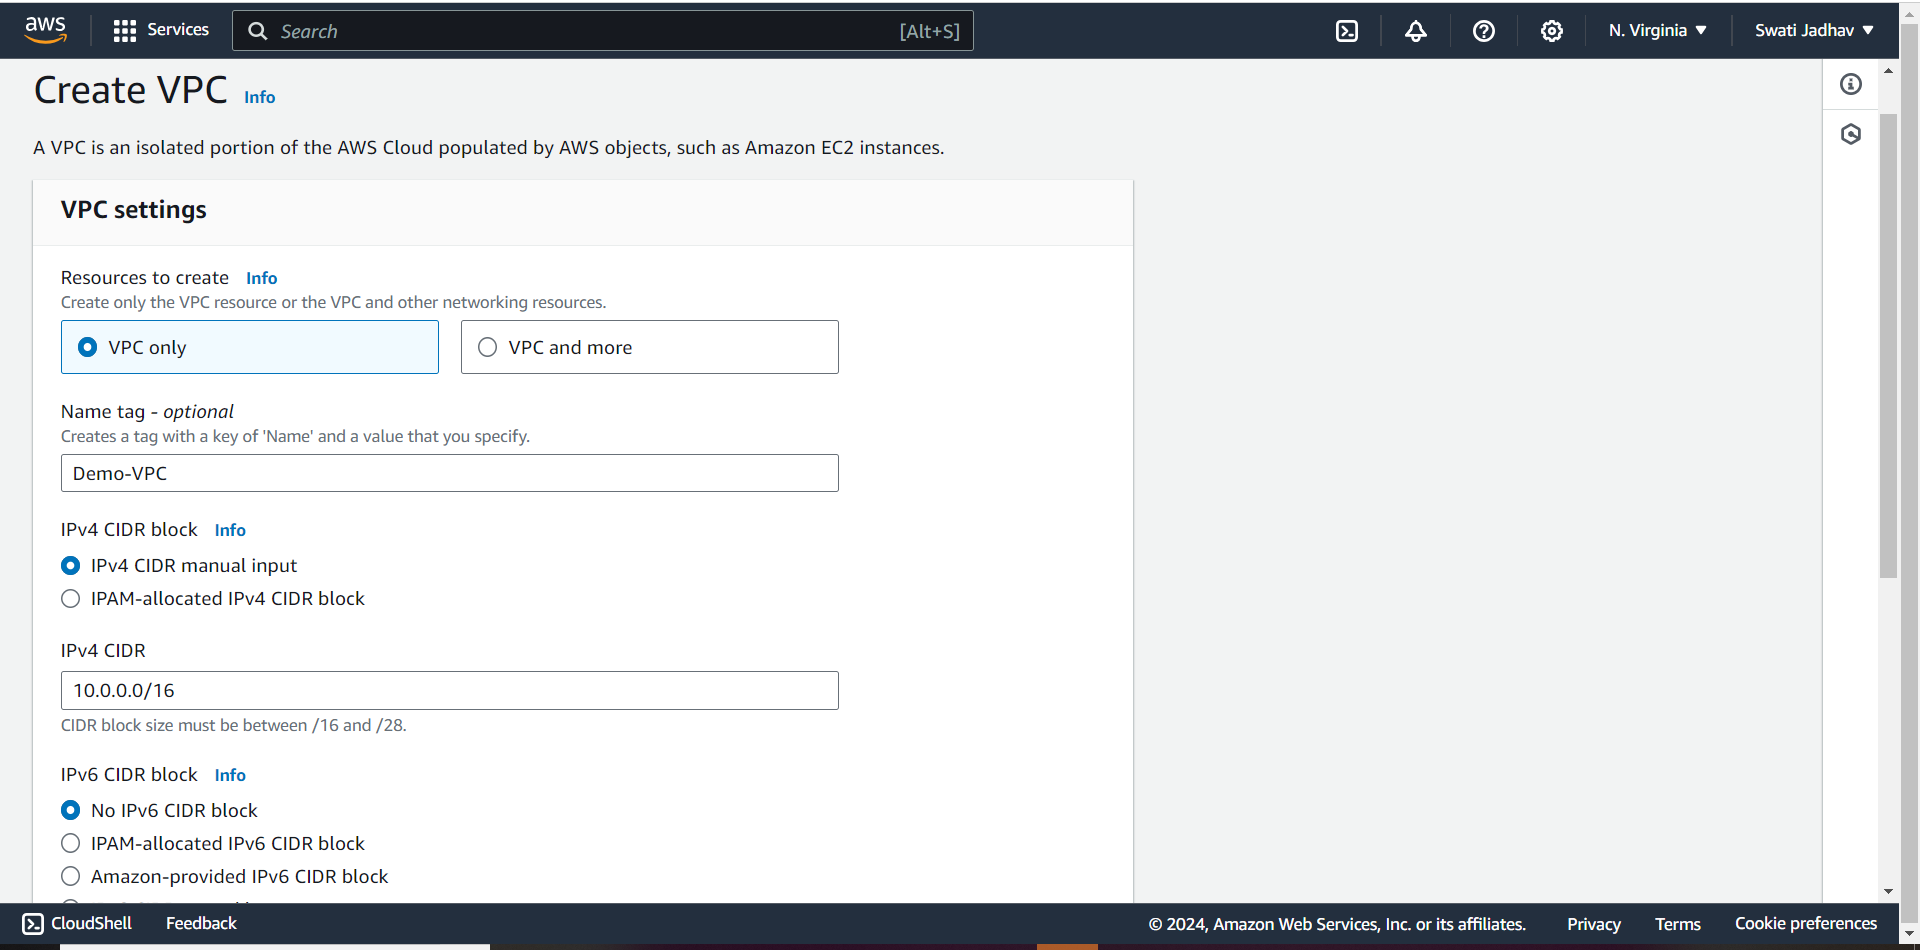 aws Services Search [Alt+S] N. Virginia Swati Jadhav
Create VPC Info
A VPC is an isolated portion of the AWS Cloud populated by AWS objects, such as Amazon EC2 instances.
VPC settings
Resources to create Info
Create only the VPC resource or the VPC and other networking resources.
VPC only VPC and more
Name tag - optional
Creates a tag with a key of 'Name' and a value that you specify.
Demo-VPC
IPv4 CIDR block Info
IPv4 CIDR manual input
IPAM-allocated IPv4 CIDR block
IPv4 CIDR
10.0.0.0/16
CIDR block size must be between /16 and /28.
IPv6 CIDR block Info
No IPv6 CIDR block
IPAM-allocated IPv6 CIDR block
Amazon-provided IPv6 CIDR block
CloudShell Feedback © 2024, Amazon Web Services, Inc. or its affiliates. Privacy Terms Cookie preferences